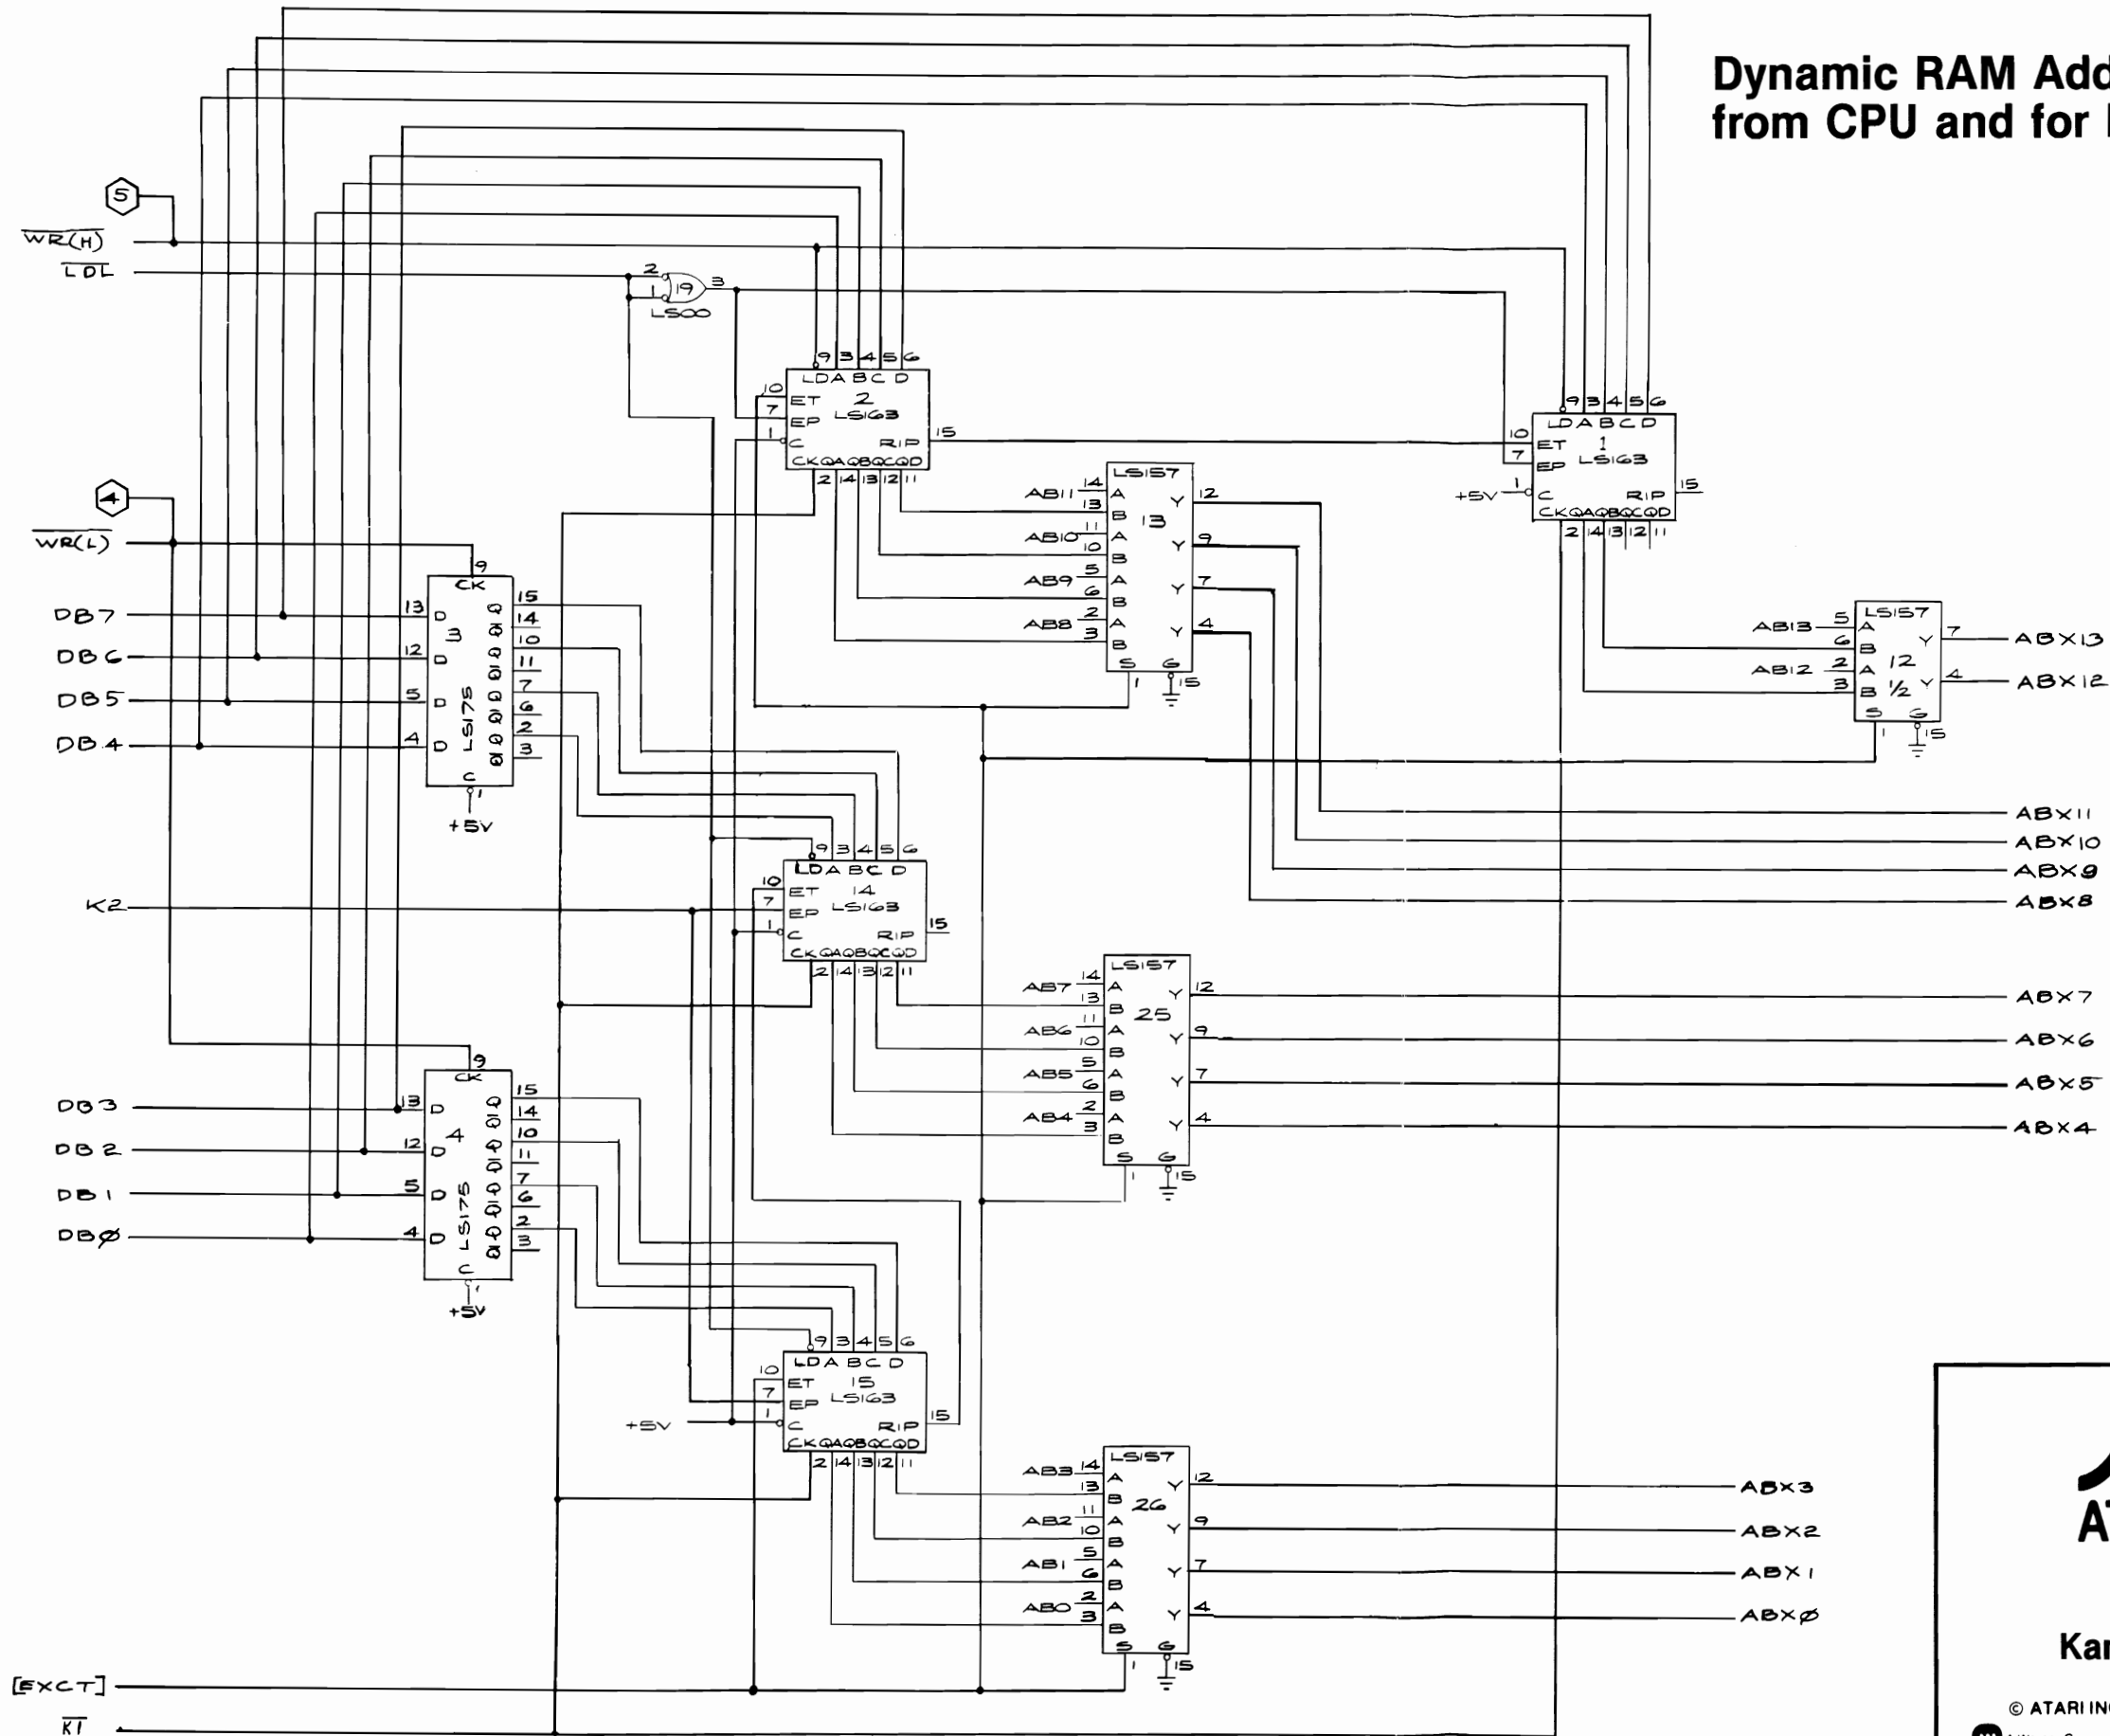 Dynamic RAM Add
from CPU and for
5
WR(H)
LDL
2
1
19
3
LS00
9 3 4 5 6
LD A B C D
10 ET
2
LS163
7 EP
1 C
RIP 15
CK QA QB QC QD
2 14 13 12 11
9 3 4 5 6
LD A B C D
10 ET
1
LS163
7 EP
+5V 1 C
RIP 15
CK QA QB QC QD
2 14 13 12 11
4
WR(L)
9
CK
DB7 13 D
DB6 12 D
DB5 5 D
DB4 4 D
3
LS175
Q 15
Q 14
Q 10
Q 11
Q 7
Q 6
Q 2
Q 3
C
1
+5V
LS157
13
AB11 14 A
13 B
AB10 11 A
10 B
AB9 5 A
6 B
AB8 2 A
3 B
Y 12
Y 9
Y 7
Y 4
S G
1 15
LS157
12
1/2
AB13 5 A
6 B
AB12 2 A
3 B
Y 7 ABX13
Y 4 ABX12
S G
1 15
ABX11
ABX10
ABX9
ABX8
K2
9 3 4 5 6
LD A B C D
10 ET
14
LS163
7 EP
1 C
RIP 15
CK QA QB QC QD
2 14 13 12 11
LS157
25
AB7 14 A
13 B
AB6 11 A
10 B
AB5 5 A
6 B
AB4 2 A
3 B
Y 12 ABX7
Y 9 ABX6
Y 7 ABX5
Y 4 ABX4
S G
1 15
9
CK
DB3 13 D
DB2 12 D
DB1 5 D
DBØ 4 D
4
LS175
Q 15
Q 14
Q 10
Q 11
Q 7
Q 6
Q 2
Q 3
C
1
+5V
9 3 4 5 6
LD A B C D
10 ET
15
LS163
7 EP
+5V 1 C
RIP 15
CK QA QB QC QD
2 14 13 12 11
LS157
26
AB3 14 A
13 B
AB2 11 A
10 B
AB1 5 A
6 B
AB0 2 A
3 B
Y 12 ABX3
Y 9 ABX2
Y 7 ABX1
Y 4 ABXØ
S G
1 15
[EXCT]
K1
Kar
© ATARI IN